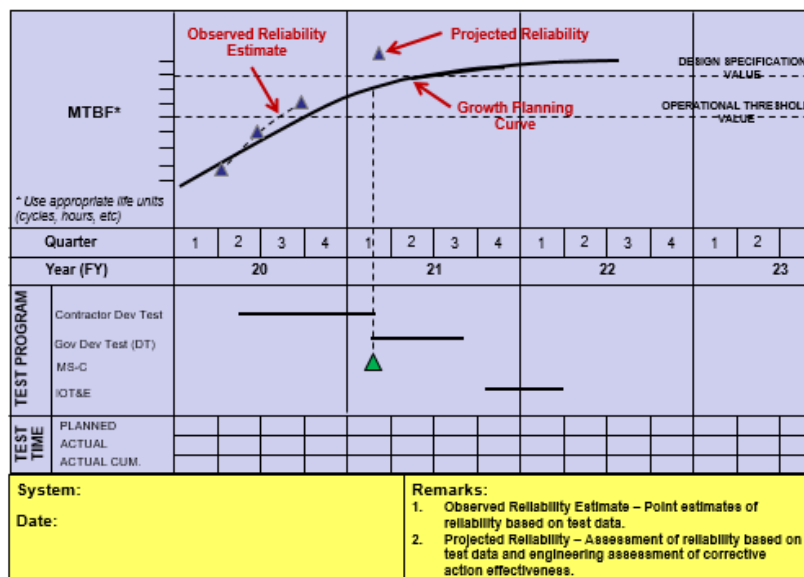 Observed Reliability
Estimate
Projected Reliability
DESIGN SPECIFICATION
VALUE
Growth Planning
Curve
OPERATIONAL THRESHOLD
VALUE
MTBF*
* Use appropriate life units
(cycles, hours, etc)
Quarter 1 2 3 4 1 2 3 4 1 2 3 4 1 2
Year (FY) 20 21 22 23
TEST PROGRAM
Contractor Dev Test
Gov Dev Test (DT)
MS-C
IOT&E
TEST
TIME
PLANNED
ACTUAL
ACTUAL CUM.
System:
Date:
Remarks:
1. Observed Reliability Estimate – Point estimates of
reliability based on test data.
2. Projected Reliability – Assessment of reliability based on
test data and engineering assessment of corrective
action effectiveness.